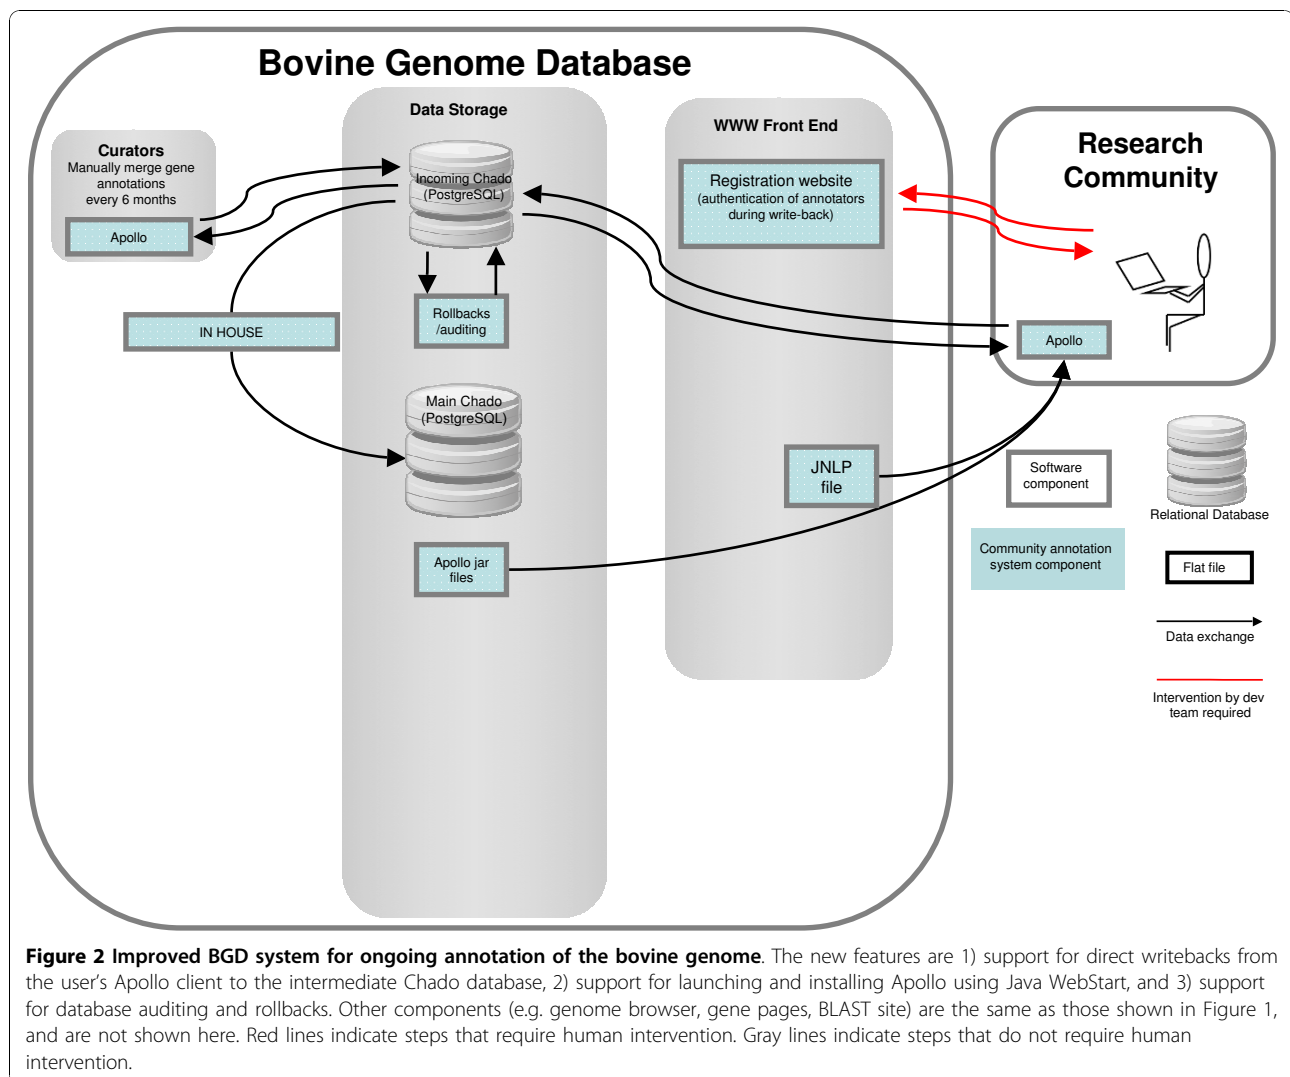 Bovine Genome Database
Data Storage
WWW Front End
Curators
Manually merge gene
annotations
every 6 months
Apollo
Incoming Chado
(PostgreSQL)
Registration website
(authentication of annotators
during write-back)
Research
Community
IN HOUSE
Rollbacks
/auditing
Apollo
Main Chado
(PostgreSQL)
JNLP
file
Apollo jar
files
Software
component
Relational Database
Community annotation
system component
Flat file
Data exchange
Intervention by dev
team required
Figure 2 Improved BGD system for ongoing annotation of the bovine genome. The new features are 1) support for direct writebacks from
the user's Apollo client to the intermediate Chado database, 2) support for launching and installing Apollo using Java WebStart, and 3) support
for database auditing and rollbacks. Other components (e.g. genome browser, gene pages, BLAST site) are the same as those shown in Figure 1,
and are not shown here. Red lines indicate steps that require human intervention. Gray lines indicate steps that do not require human
intervention.